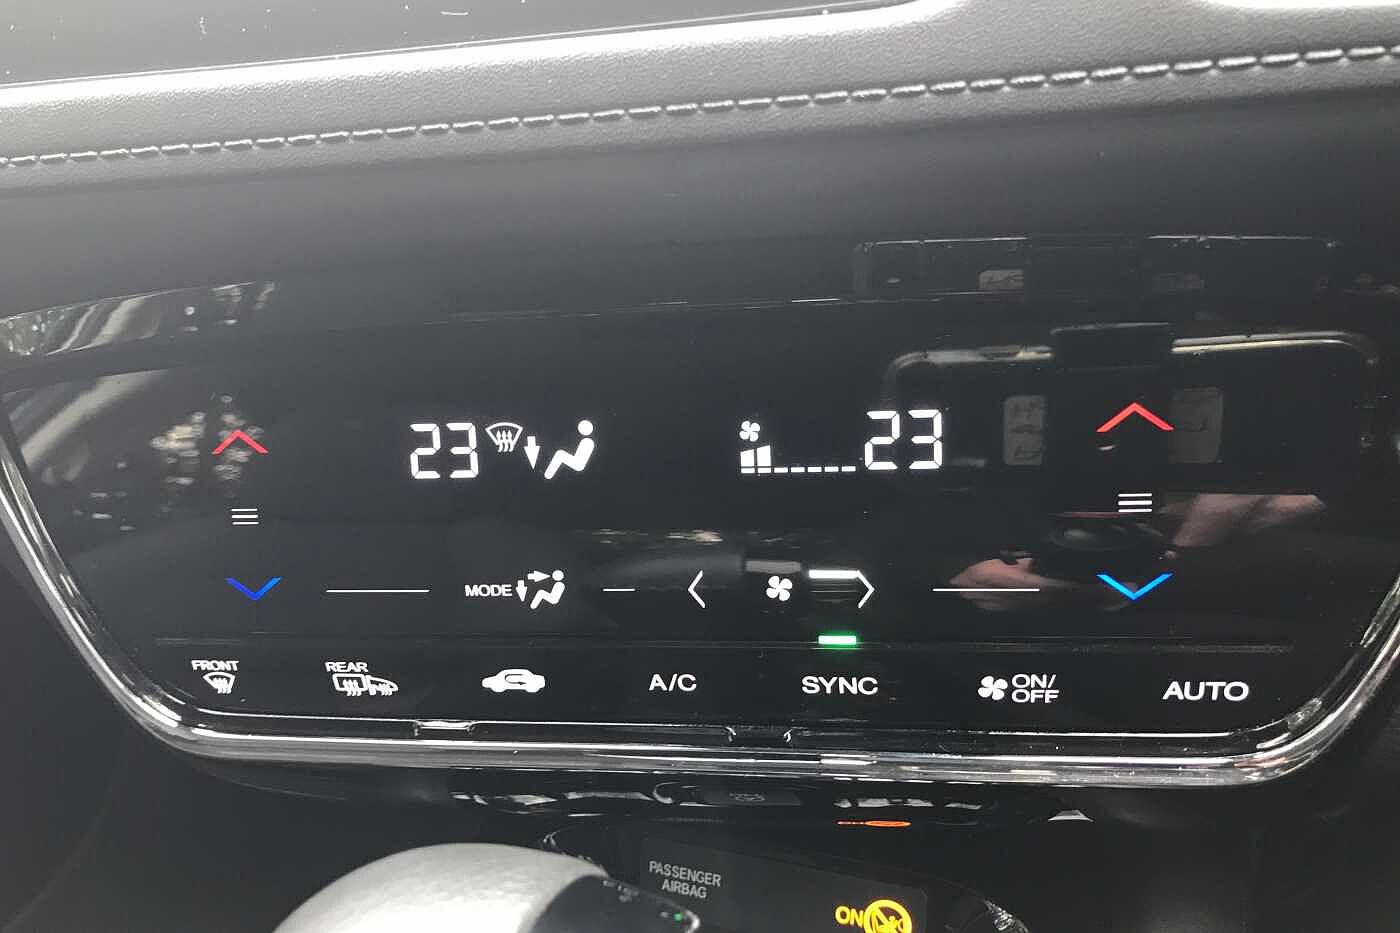 23 23
MODE
FRONT REAR A/C SYNC ON/
OFF AUTO
PASSENGER
AIRBAG
ON